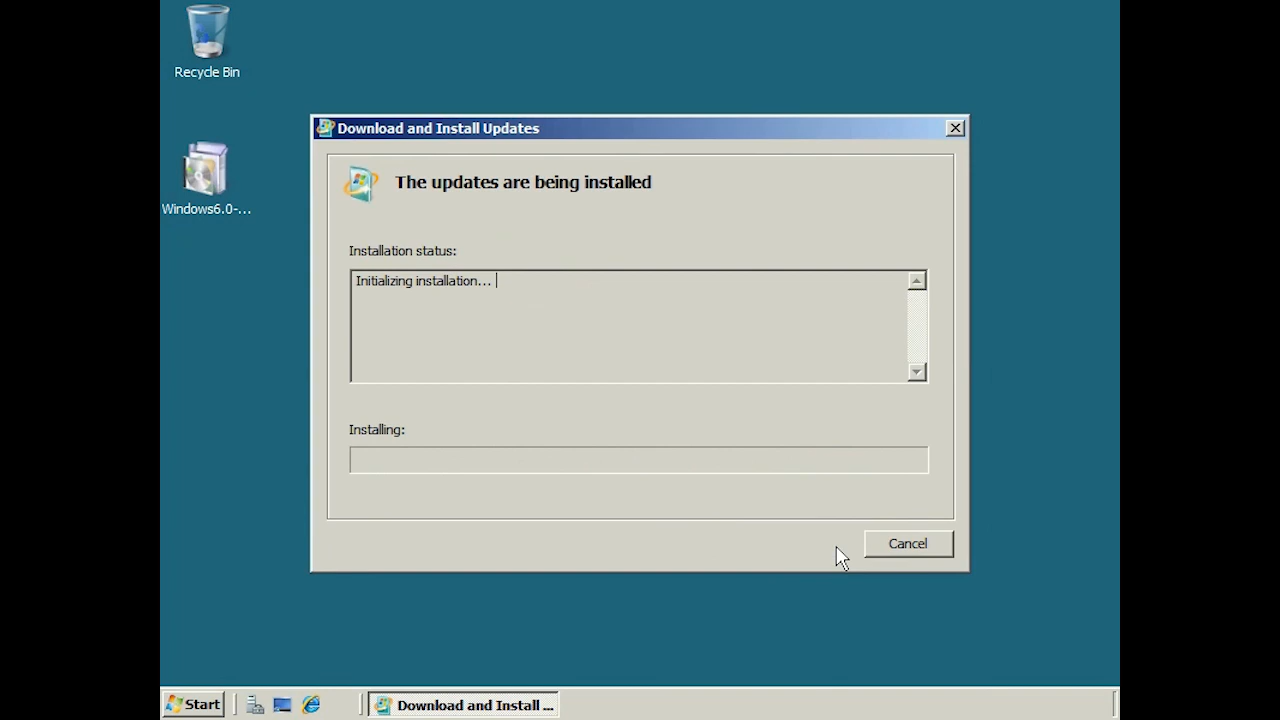 Recycle Bin
Windows6.0-...
Download and Install Updates
The updates are being installed
Installation status:
Initializing installation...
Installing:
Cancel
Start
Download and Install ...